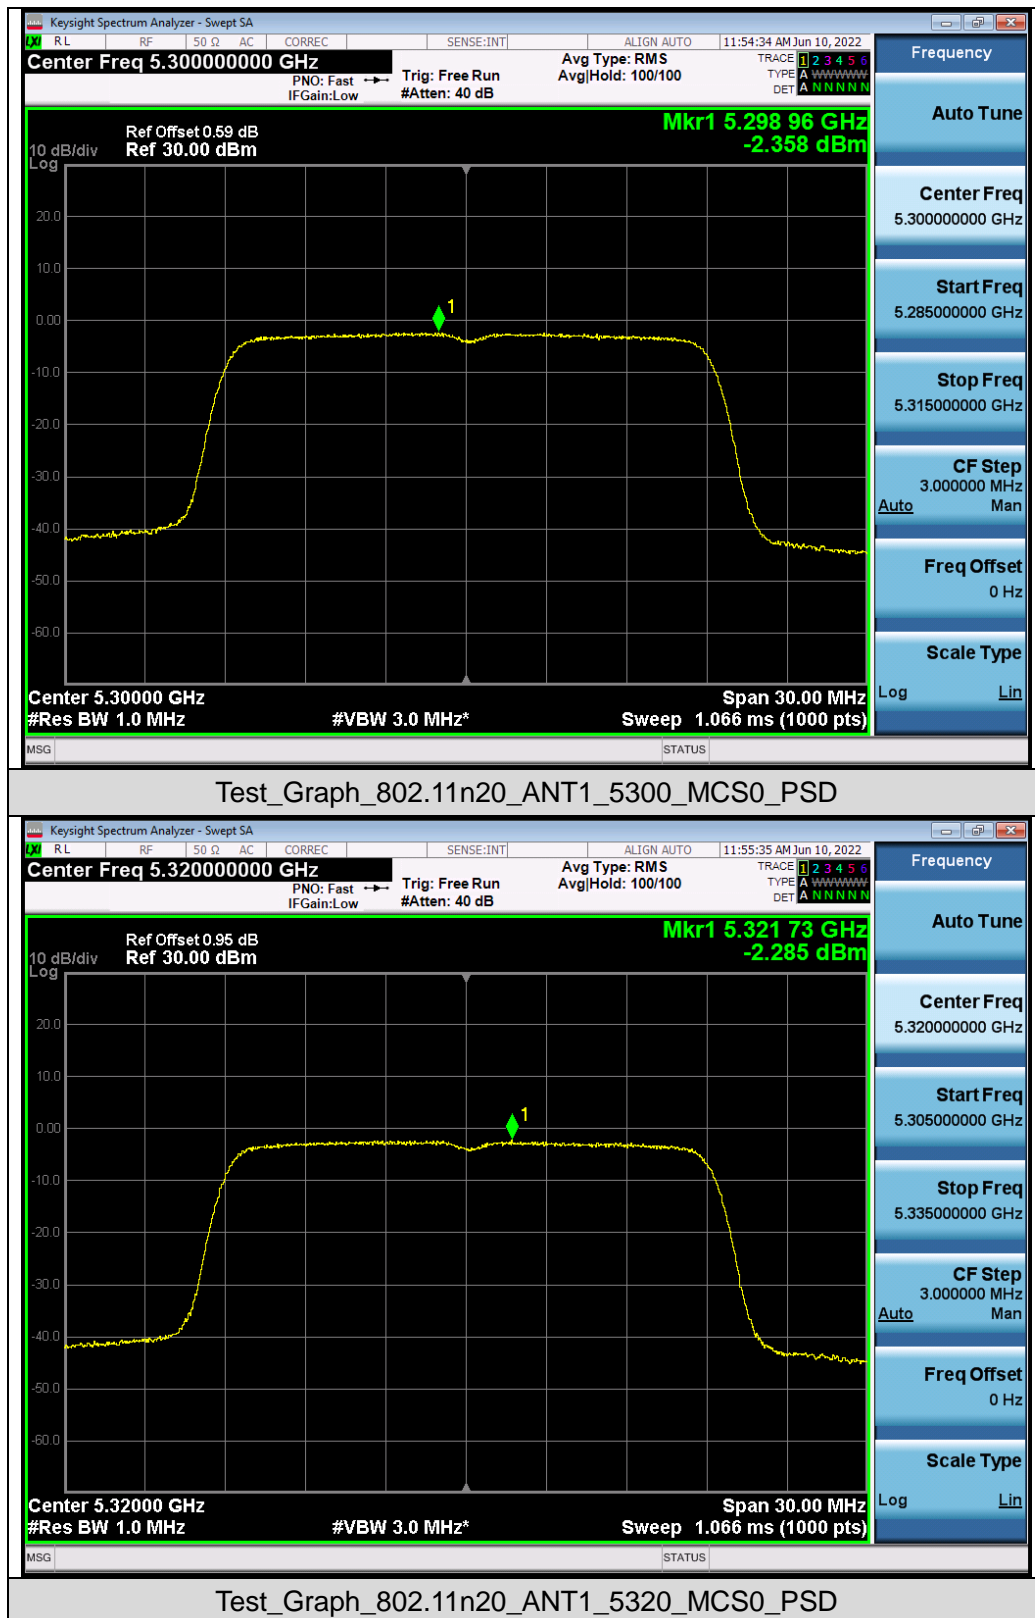 Keysight Spectrum Analyzer - Swept SA
LXI RL RF 50 Ω AC CORREC SENSE:INT ALIGN AUTO 11:54:34 AM Jun 10, 2022
Center Freq 5.300000000 GHz
PNO: Fast
IFGain:Low
Trig: Free Run
#Atten: 40 dB
Avg Type: RMS
Avg|Hold: 100/100
TRACE 1 2 3 4 5 6
TYPE A WWWWW
DET A N N N N N
Ref Offset 0.59 dB
Ref 30.00 dBm
10 dB/div
Log
Mkr1 5.298 96 GHz
-2.358 dBm
1
20.0
10.0
0.00
-10.0
-20.0
-30.0
-40.0
-50.0
-60.0
Center 5.30000 GHz
Span 30.00 MHz
#Res BW 1.0 MHz
#VBW 3.0 MHz*
Sweep 1.066 ms (1000 pts)
MSG
STATUS
Frequency
Auto Tune
Center Freq
5.300000000 GHz
Start Freq
5.285000000 GHz
Stop Freq
5.315000000 GHz
CF Step
3.000000 MHz
Auto Man
Freq Offset
0 Hz
Scale Type
Log Lin
Test_Graph_802.11n20_ANT1_5300_MCS0_PSD
Keysight Spectrum Analyzer - Swept SA
LXI RL RF 50 Ω AC CORREC SENSE:INT ALIGN AUTO 11:55:35 AM Jun 10, 2022
Center Freq 5.320000000 GHz
PNO: Fast
IFGain:Low
Trig: Free Run
#Atten: 40 dB
Avg Type: RMS
Avg|Hold: 100/100
TRACE 1 2 3 4 5 6
TYPE A WWWWW
DET A N N N N N
Ref Offset 0.95 dB
Ref 30.00 dBm
10 dB/div
Log
Mkr1 5.321 73 GHz
-2.285 dBm
1
20.0
10.0
0.00
-10.0
-20.0
-30.0
-40.0
-50.0
-60.0
Center 5.32000 GHz
Span 30.00 MHz
#Res BW 1.0 MHz
#VBW 3.0 MHz*
Sweep 1.066 ms (1000 pts)
MSG
STATUS
Frequency
Auto Tune
Center Freq
5.320000000 GHz
Start Freq
5.305000000 GHz
Stop Freq
5.335000000 GHz
CF Step
3.000000 MHz
Auto Man
Freq Offset
0 Hz
Scale Type
Log Lin
Test_Graph_802.11n20_ANT1_5320_MCS0_PSD